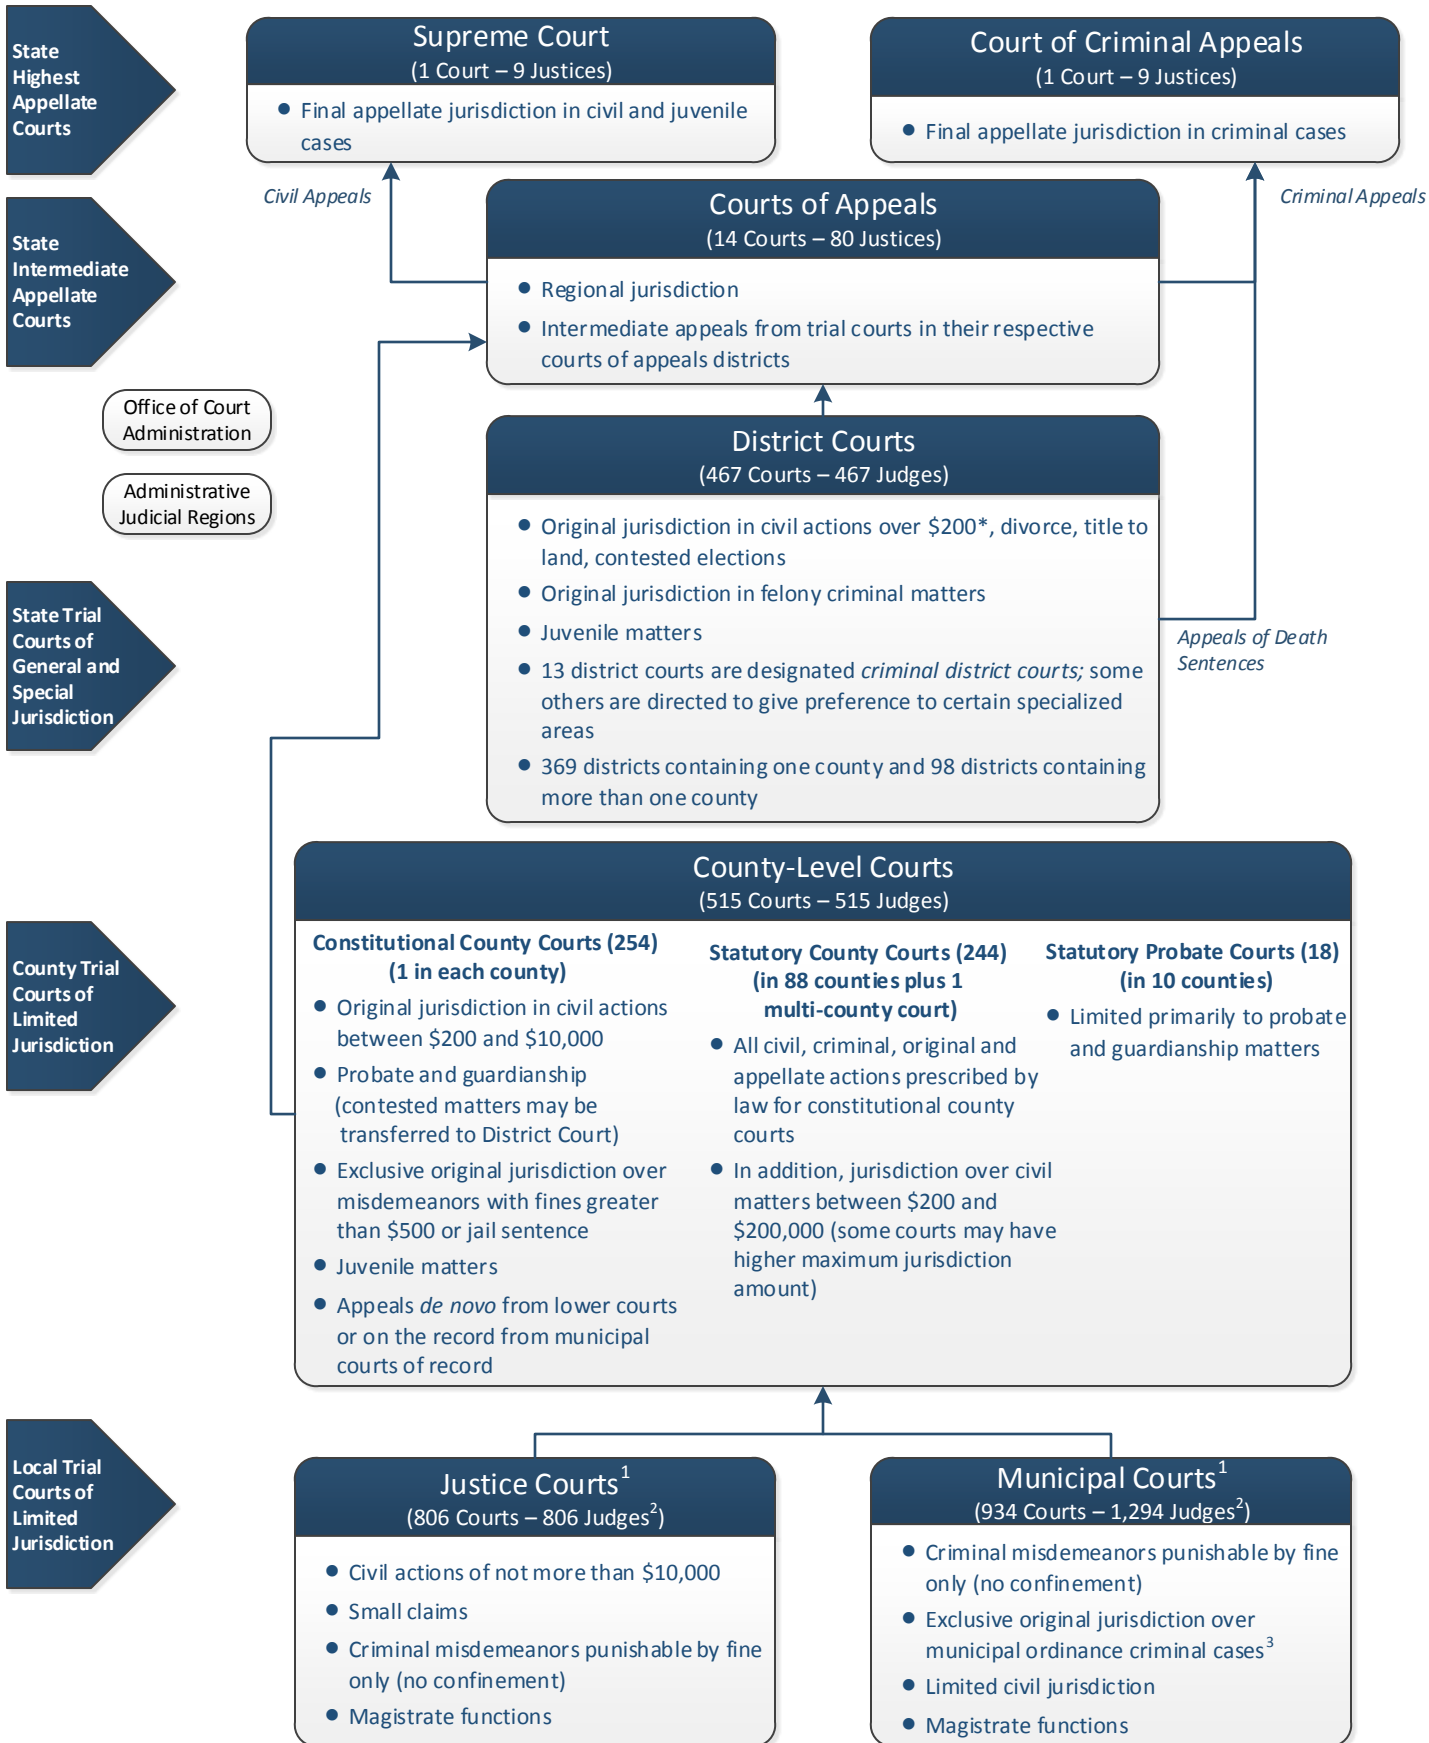 State
Highest
Appellate
Courts
Supreme Court
(1 Court – 9 Justices)
● Final appellate jurisdiction in civil and juvenile
cases
Court of Criminal Appeals
(1 Court – 9 Justices)
● Final appellate jurisdiction in criminal cases
Civil Appeals
Criminal Appeals
State
Intermediate
Appellate
Courts
Courts of Appeals
(14 Courts – 80 Justices)
● Regional jurisdiction
● Intermediate appeals from trial courts in their respective
courts of appeals districts
Office of Court
Administration
Administrative
Judicial Regions
State Trial
Courts of
General and
Special
Jurisdiction
District Courts
(467 Courts – 467 Judges)
● Original jurisdiction in civil actions over $200*, divorce, title to
land, contested elections
● Original jurisdiction in felony criminal matters
● Juvenile matters
● 13 district courts are designated criminal district courts; some
others are directed to give preference to certain specialized
areas
● 369 districts containing one county and 98 districts containing
more than one county
Appeals of Death
Sentences
County Trial
Courts of
Limited
Jurisdiction
County-Level Courts
(515 Courts – 515 Judges)
Constitutional County Courts (254)
(1 in each county)
● Original jurisdiction in civil actions
between $200 and $10,000
● Probate and guardianship
(contested matters may be
transferred to District Court)
● Exclusive original jurisdiction over
misdemeanors with fines greater
than $500 or jail sentence
● Juvenile matters
● Appeals de novo from lower courts
or on the record from municipal
courts of record
Statutory County Courts (244)
(in 88 counties plus 1
multi-county court)
● All civil, criminal, original and
appellate actions prescribed by
law for constitutional county
courts
● In addition, jurisdiction over civil
matters between $200 and
$200,000 (some courts may have
higher maximum jurisdiction
amount)
Statutory Probate Courts (18)
(in 10 counties)
● Limited primarily to probate
and guardianship matters
Local Trial
Courts of
Limited
Jurisdiction
Justice Courts¹
(806 Courts – 806 Judges²)
● Civil actions of not more than $10,000
● Small claims
● Criminal misdemeanors punishable by fine
only (no confinement)
● Magistrate functions
Municipal Courts¹
(934 Courts – 1,294 Judges²)
● Criminal misdemeanors punishable by fine
only (no confinement)
● Exclusive original jurisdiction over
municipal ordinance criminal cases³
● Limited civil jurisdiction
● Magistrate functions